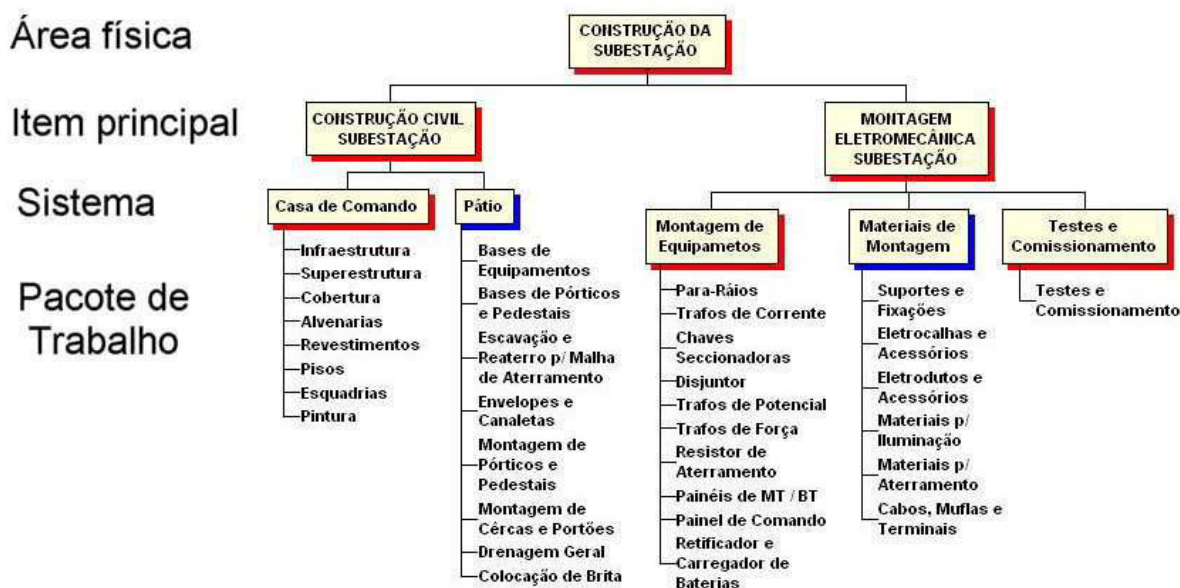 Área física
CONSTRUÇÃO DA
SUBESTAÇÃO
Item principal
CONSTRUÇÃO CIVIL
SUBESTAÇÃO
MONTAGEM
ELETROMECÂNICA
SUBESTAÇÃO
Sistema
Casa de Comando
Pátio
Montagem de
Equipametos
Materiais de
Montagem
Testes e
Comissionamento
Pacote de
Trabalho
Infraestrutura
Superestrutura
Cobertura
Alvenarias
Revestimentos
Pisos
Esquadrias
Pintura
Bases de
Equipamentos
Bases de Pórticos
e Pedestais
Escavação e
Reaterro p/ Malha
de Aterramento
Envelopes e
Canaletas
Montagem de
Pórticos e
Pedestais
Montagem de
Cércas e Portões
Drenagem Geral
Colocação de Brita
Para-Ráios
Trafos de Corrente
Chaves
Seccionadoras
Disjuntor
Trafos de Potencial
Trafos de Força
Resistor de
Aterramento
Painéis de MT / BT
Painel de Comando
Retificador e
Carregador de
Baterias
Suportes e
Fixações
Eletrocalhas e
Acessórios
Eletrodutos e
Acessórios
Materiais p/
Iluminação
Materiais p/
Aterramento
Cabos, Muflas e
Terminais
Testes e
Comissionamento